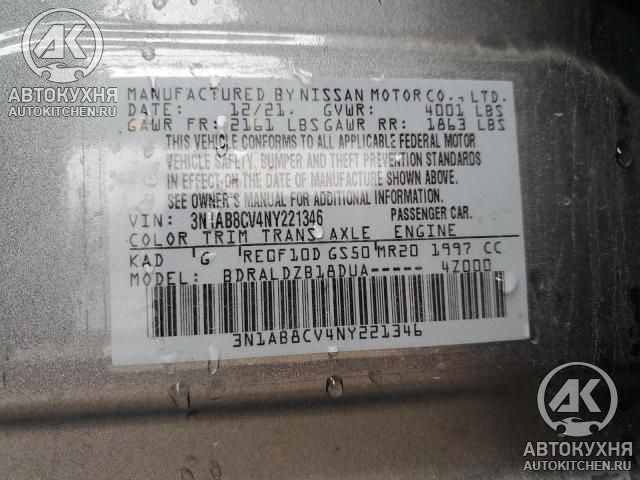 АК
АВТОКУХНЯ
AUTOKITCHEN.RU
MANUFACTURED BY NISSAN MOTOR CO., LTD.
DATE: 12/21. GVWR: 4001 LBS
GAWR FR: 2161 LBS GAWR RR: 1863 LBS
THIS VEHICLE CONFORMS TO ALL APPLICABLE FEDERAL MOTOR
VEHICLE SAFETY, BUMPER AND THEFT PREVENTION STANDARDS
IN EFFECT ON THE DATE OF MANUFACTURE SHOWN ABOVE.
SEE OWNER'S MANUAL FOR ADDITIONAL INFORMATION.
VIN: 3N1AB8CV4NY221346 PASSENGER CAR.
COLOR TRIM TRANS AXLE ENGINE
KAD G RE0F10D GS50 MR20 1997 CC
MODEL: BDRALDZB18DUA----- 4Z000
3N1AB8CV4NY221346
АК
АВТОКУХНЯ
AUTOKITCHEN.RU